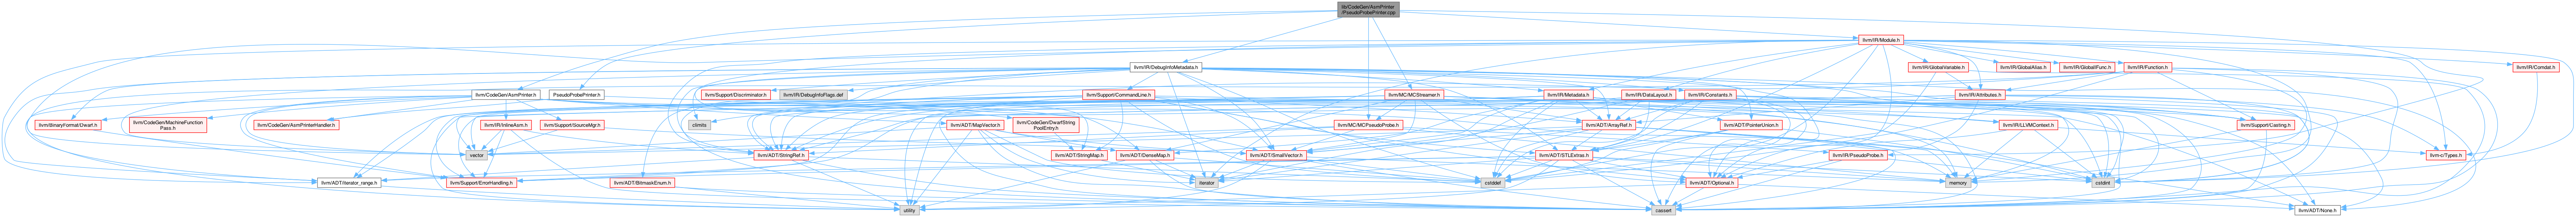 lib/CodeGen/AsmPrinter
/PseudoProbePrinter.cpp
llvm/IR/Module.h
llvm/IR/DebugInfoMetadata.h
llvm/IR/GlobalVariable.h
llvm/IR/GlobalAlias.h
llvm/IR/GlobalIFunc.h
llvm/IR/Function.h
llvm/IR/Comdat.h
llvm/CodeGen/AsmPrinter.h
PseudoProbePrinter.h
llvm/Support/Discriminator.h
llvm/IR/DebugInfoFlags.def
llvm/Support/CommandLine.h
llvm/MC/MCStreamer.h
llvm/IR/Metadata.h
llvm/IR/DataLayout.h
llvm/IR/Constants.h
llvm/IR/Attributes.h
llvm/BinaryFormat/Dwarf.h
llvm/CodeGen/MachineFunction
Pass.h
llvm/CodeGen/AsmPrinterHandler.h
llvm/IR/InlineAsm.h
llvm/Support/SourceMgr.h
climits
llvm/ADT/MapVector.h
llvm/CodeGen/DwarfString
PoolEntry.h
llvm/MC/MCPseudoProbe.h
llvm/ADT/ArrayRef.h
llvm/ADT/PointerUnion.h
llvm/IR/LLVMContext.h
llvm/Support/Casting.h
vector
llvm/ADT/StringRef.h
llvm/ADT/StringMap.h
llvm/ADT/DenseMap.h
llvm/ADT/SmallVector.h
llvm/ADT/STLExtras.h
llvm/IR/PseudoProbe.h
llvm-c/Types.h
llvm/ADT/iterator_range.h
llvm/Support/ErrorHandling.h
llvm/ADT/BitmaskEnum.h
iterator
cstddef
llvm/ADT/Optional.h
memory
cstdint
utility
cassert
llvm/ADT/None.h